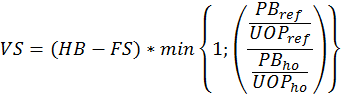 VS = (HB − FS) * min {1; ((PB_ref / UOP_ref) / (PB_ho / UOP_ho))}